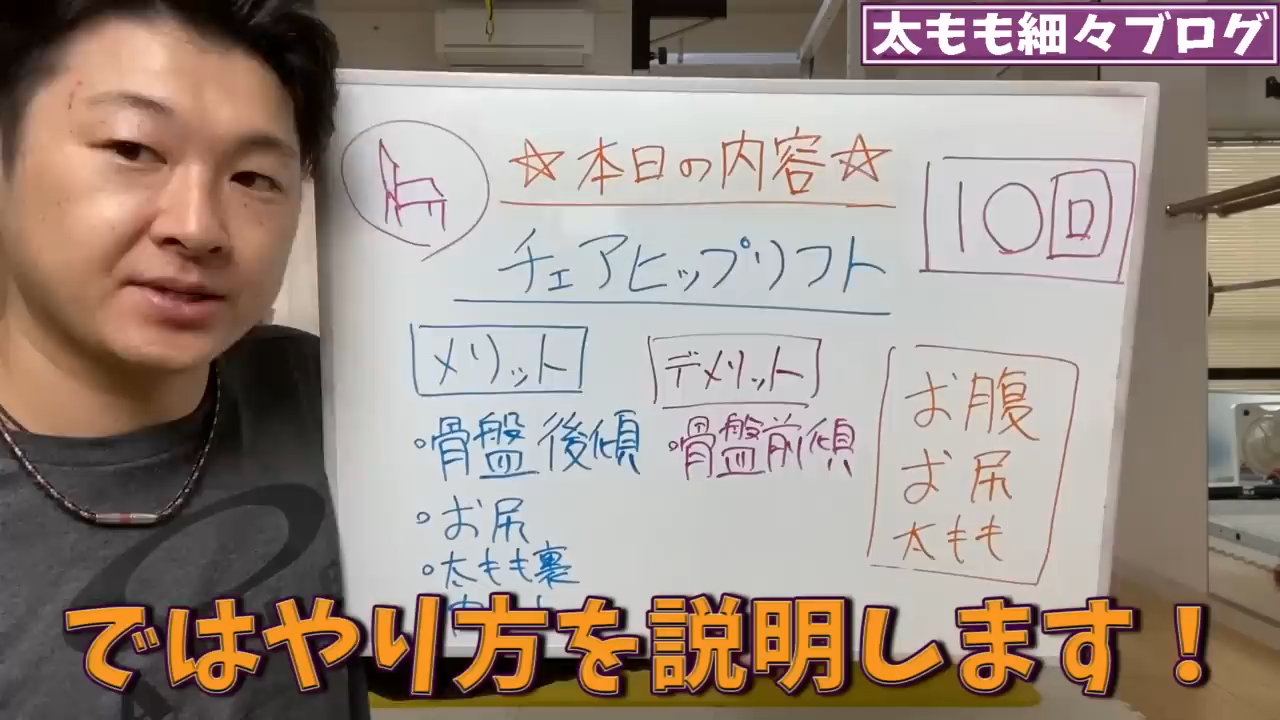 太もも細々ブログ
☆本日の内容☆
10回
チェアヒップリフト
メリット
デメリット
・骨盤後傾
・骨盤前傾
・お尻
・太もも裏
お腹
お尻
太もも
ではやり方を説明します！